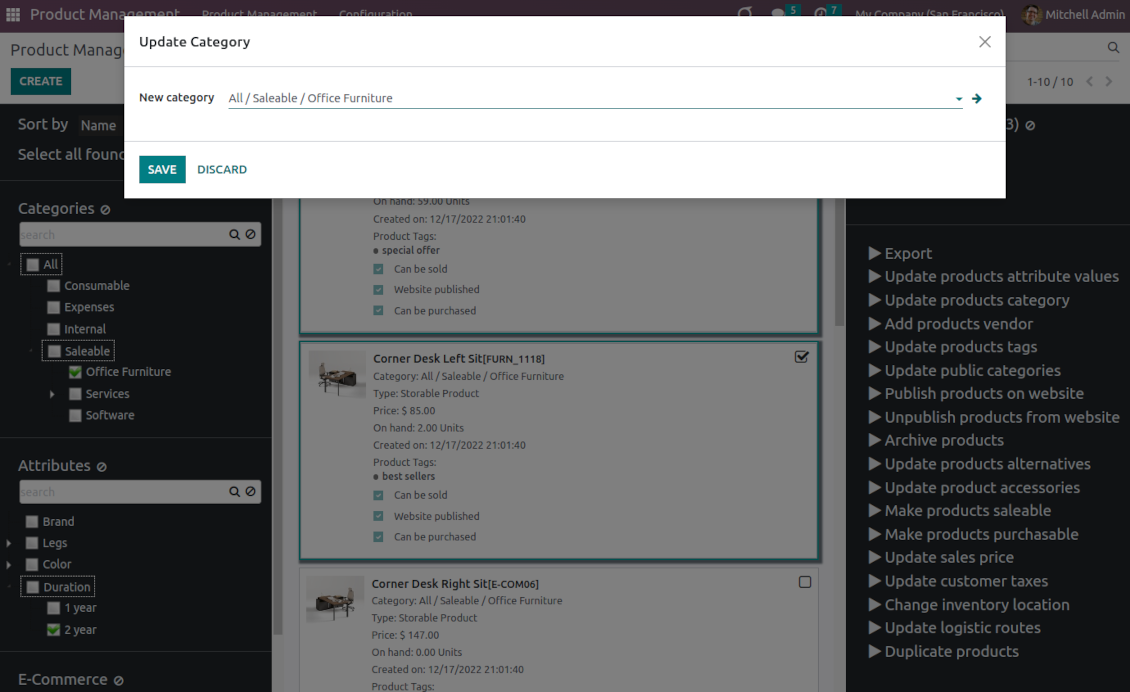 Product Management
Product Management
Configuration
5
7
My Company (San Francisco)
Mitchell Admin
Product Manag
CREATE
1-10 / 10
Update Category
New category
All / Saleable / Office Furniture
SAVE
DISCARD
Sort by
Name
Select all found
Categories
search
All
Consumable
Expenses
Internal
Saleable
Office Furniture
Services
Software
Attributes
search
Brand
Legs
Color
Duration
1 year
2 year
E-Commerce
On hand: 59.00 Units
Created on: 12/17/2022 21:01:40
Product Tags:
special offer
Can be sold
Website published
Can be purchased
Corner Desk Left Sit[FURN_1118]
Category: All / Saleable / Office Furniture
Type: Storable Product
Price: $ 85.00
On hand: 2.00 Units
Created on: 12/17/2022 21:01:40
Product Tags:
best sellers
Can be sold
Website published
Can be purchased
Corner Desk Right Sit[E-COM06]
Category: All / Saleable / Office Furniture
Type: Storable Product
Price: $ 147.00
On hand: 0.00 Units
Created on: 12/17/2022 21:01:40
Product Tags:
3)
Export
Update products attribute values
Update products category
Add products vendor
Update products tags
Update public categories
Publish products on website
Unpublish products from website
Archive products
Update products alternatives
Update product accessories
Make products saleable
Make products purchasable
Update sales price
Update customer taxes
Change inventory location
Update logistic routes
Duplicate products